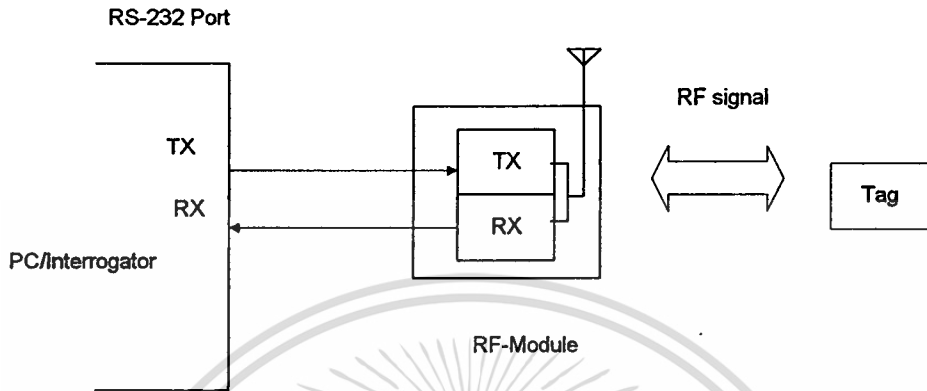 RS-232 Port
RF signal
TX
TX
RX
RX
Tag
PC/Interrogator
RF-Module